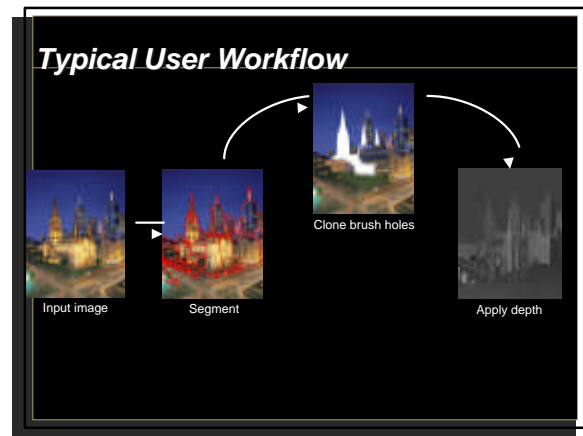 Typical User Workflow
Clone brush holes
Input image
Segment
Apply depth